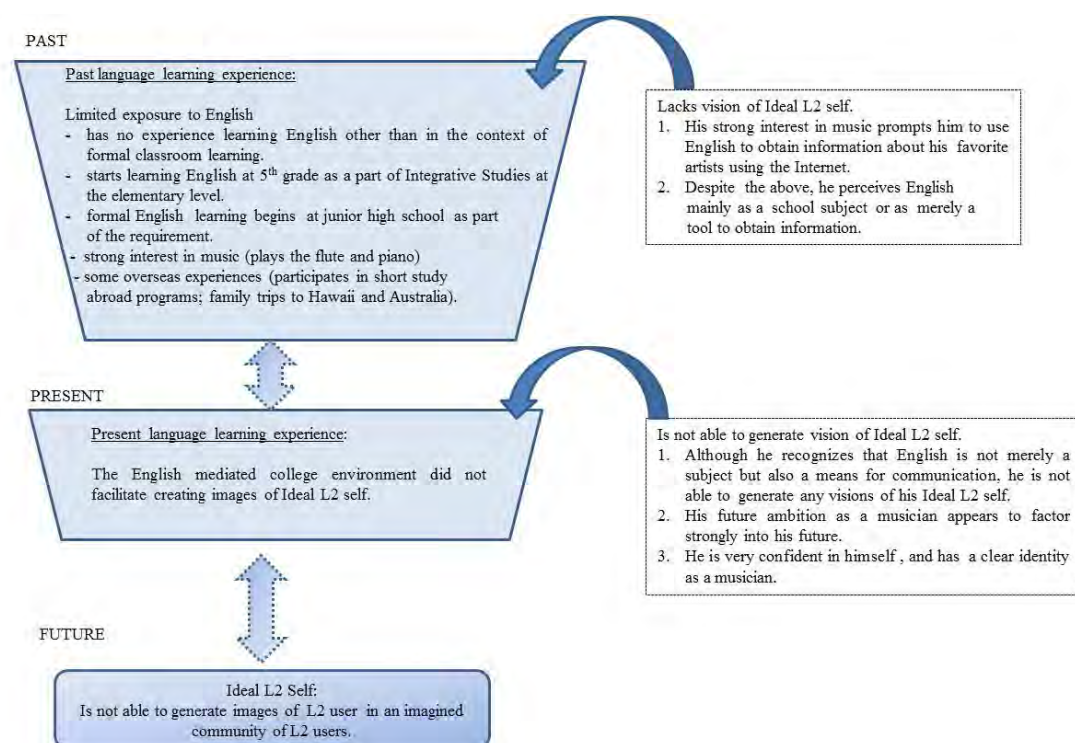 PAST
Past language learning experience:
Limited exposure to English
- has no experience learning English other than in the context of
formal classroom learning.
- starts learning English at 5th grade as a part of Integrative Studies at
the elementary level.
- formal English learning begins at junior high school as part
of the requirement.
- strong interest in music (plays the flute and piano)
- some overseas experiences (participates in short study
abroad programs; family trips to Hawaii and Australia).
Lacks vision of Ideal L2 self.
1. His strong interest in music prompts him to use
English to obtain information about his favorite
artists using the Internet.
2. Despite the above, he perceives English
mainly as a school subject or as merely a
tool to obtain information.
PRESENT
Present language learning experience:
The English mediated college environment did not
facilitate creating images of Ideal L2 self.
Is not able to generate vision of Ideal L2 self.
1. Although he recognizes that English is not merely a
subject but also a means for communication, he is not
able to generate any visions of his Ideal L2 self.
2. His future ambition as a musician appears to factor
strongly into his future.
3. He is very confident in himself , and has a clear identity
as a musician.
FUTURE
Ideal L2 Self:
Is not able to generate images of L2 user in an imagined
community of L2 users.